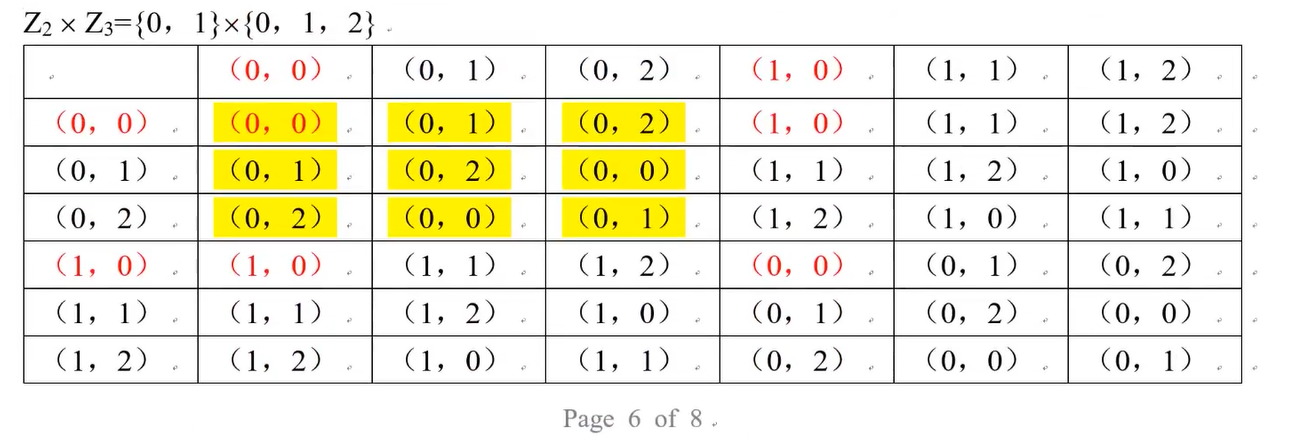 Z₂ × Z₃={0，1}×{0，1，2}
（0，0） （0，1） （0，2） （1，0） （1，1） （1，2）
（0，0） （0，0） （0，1） （0，2） （1，0） （1，1） （1，2）
（0，1） （0，1） （0，2） （0，0） （1，1） （1，2） （1，0）
（0，2） （0，2） （0，0） （0，1） （1，2） （1，0） （1，1）
（1，0） （1，0） （1，1） （1，2） （0，0） （0，1） （0，2）
（1，1） （1，1） （1，2） （1，0） （0，1） （0，2） （0，0）
（1，2） （1，2） （1，0） （1，1） （0，2） （0，0） （0，1）
Page 6 of 8